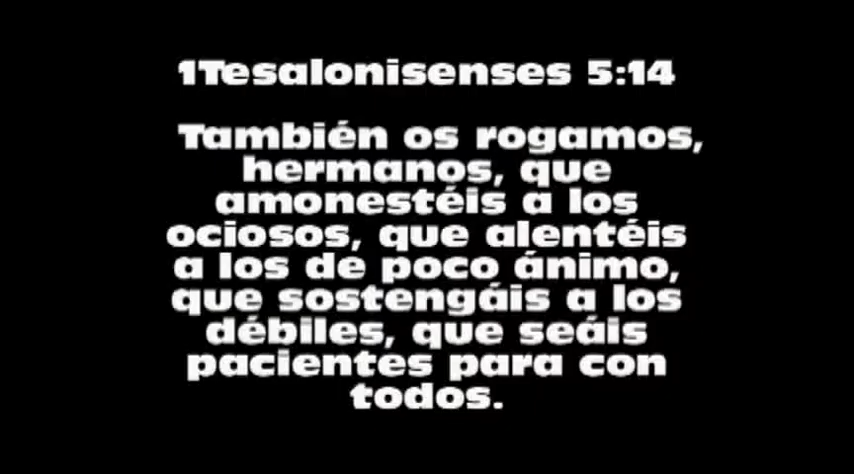 1Tesalonisenses 5:14
También os rogamos,
hermanos, que
amonestéis a los
ociosos, que alentéis
a los de poco ánimo,
que sostengáis a los
débiles, que seáis
pacientes para con
todos.